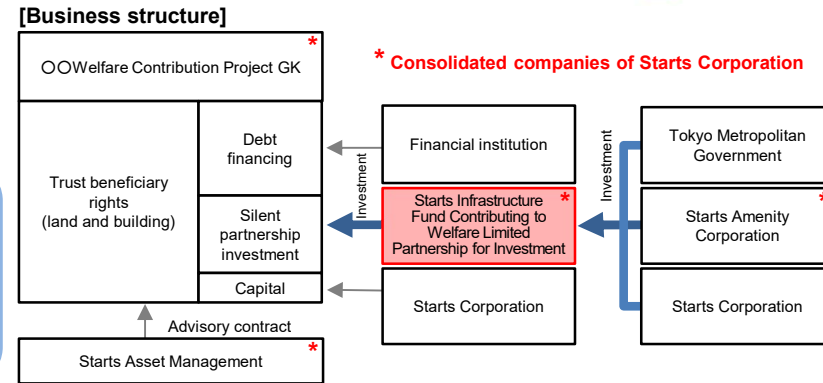 [Business structure]
○○Welfare Contribution Project GK *
* Consolidated companies of Starts Corporation
Trust beneficiary
rights
(land and building)
Debt
financing
Silent
partnership
investment
Capital
Investment
Financial institution
Starts Infrastructure *
Fund Contributing to
Welfare Limited
Partnership for Investment
Starts Corporation
Investment
Tokyo Metropolitan
Government
Starts Amenity *
Corporation
Starts Corporation
Advisory contract
Starts Asset Management *